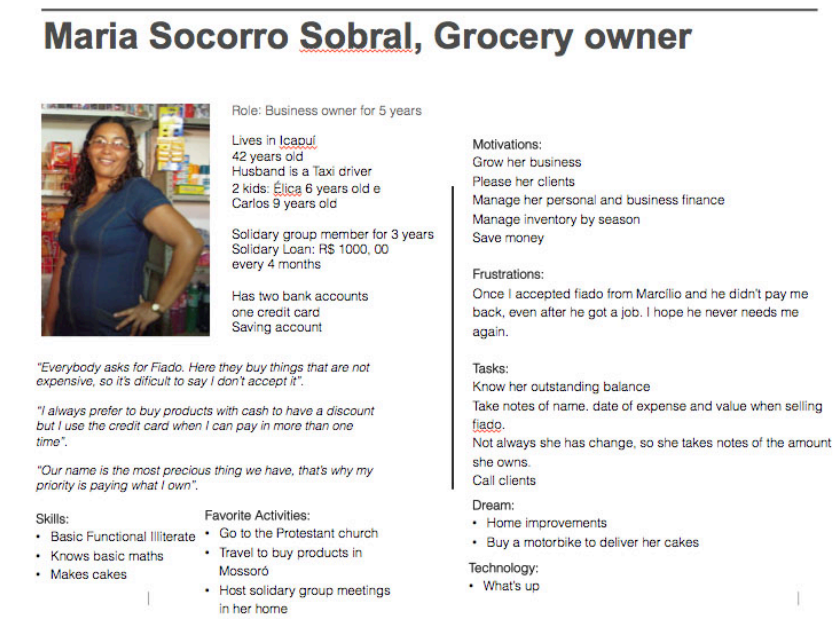 Maria Socorro Sobral, Grocery owner
Role: Business owner for 5 years
Lives in Icapuí
42 years old
Husband is a Taxi driver
2 kids: Élica 6 years old e
Carlos 9 years old
Solidary group member for 3 years
Solidary Loan: R$ 1000, 00
every 4 months
Has two bank accounts
one credit card
Saving account
"Everybody asks for Fiado. Here they buy things that are not
expensive, so it's dificult to say I don't accept it".
"I always prefer to buy products with cash to have a discount
but I use the credit card when I can pay in more than one
time".
"Our name is the most precious thing we have, that's why my
priority is paying what I own".
Skills:
• Basic Functional Illiterate
• Knows basic maths
• Makes cakes
Favorite Activities:
• Go to the Protestant church
• Travel to buy products in
Mossoró
• Host solidary group meetings
in her home
Motivations:
Grow her business
Please her clients
Manage her personal and business finance
Manage inventory by season
Save money
Frustrations:
Once I accepted fiado from Marcílio and he didn't pay me
back, even after he got a job. I hope he never needs me
again.
Tasks:
Know her outstanding balance
Take notes of name. date of expense and value when selling
fiado.
Not always she has change, so she takes notes of the amount
she owns.
Call clients
Dream:
• Home improvements
• Buy a motorbike to deliver her cakes
Technology:
• What's up